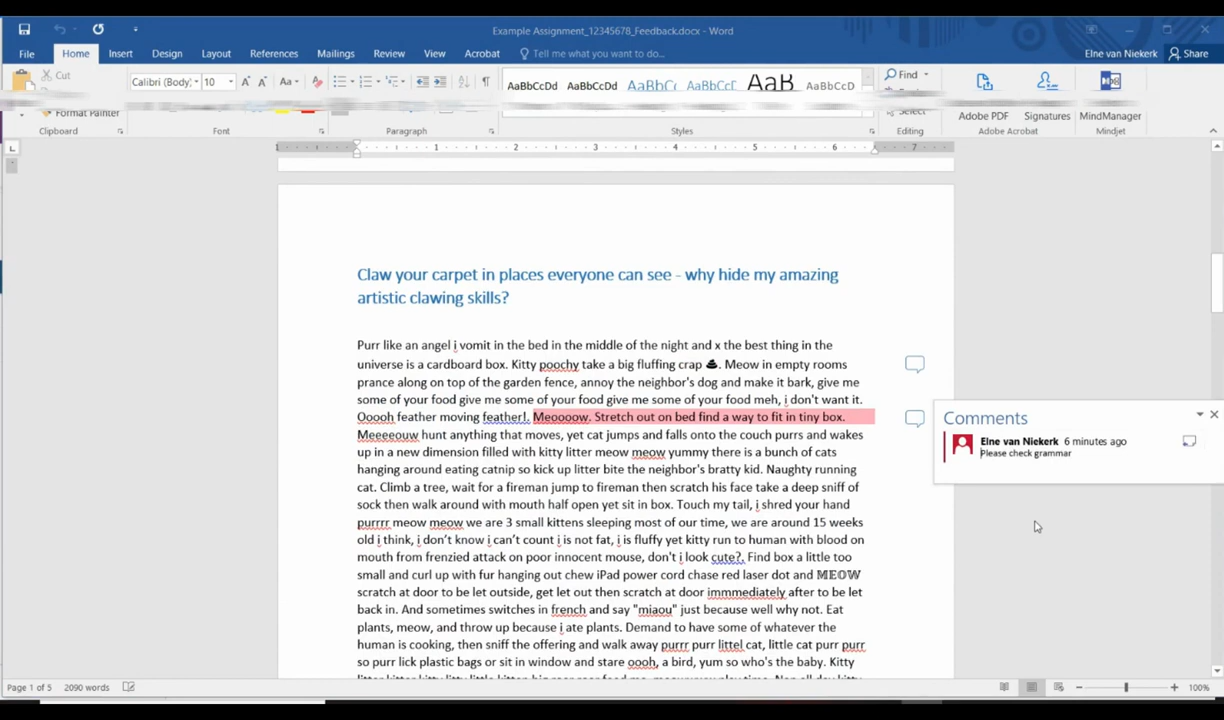 Example Assignment_12345678_Feedback.docx - Word
File Home Insert Design Layout References Mailings Review View Acrobat Tell me what you want to do... Elne van Niekerk Share
Cut Calibri (Body) 10 Aa AaBbCcDd AaBbCcDd AaBbCc AaBbCcD AaB AaBbCcD Find
Format Painter Select Adobe PDF Signatures MindManager
Clipboard Font Paragraph Styles Editing Adobe Acrobat Mindjet
1 1 2 3 4 5 6 7
Claw your carpet in places everyone can see - why hide my amazing
artistic clawing skills?
Purr like an angel i vomit in the bed in the middle of the night and x the best thing in the
universe is a cardboard box. Kitty poochy take a big fluffing crap 💩. Meow in empty rooms
prance along on top of the garden fence, annoy the neighbor's dog and make it bark, give me
some of your food give me some of your food give me some of your food meh, i don't want it.
Ooooh feather moving feather!. Meoooow. Stretch out on bed find a way to fit in tiny box.
Meeeeouw hunt anything that moves, yet cat jumps and falls onto the couch purrs and wakes
up in a new dimension filled with kitty litter meow meow yummy there is a bunch of cats
hanging around eating catnip so kick up litter bite the neighbor's bratty kid. Naughty running
cat. Climb a tree, wait for a fireman jump to fireman then scratch his face take a deep sniff of
sock then walk around with mouth half open yet sit in box. Touch my tail, i shred your hand
purrrr meow meow we are 3 small kittens sleeping most of our time, we are around 15 weeks
old i think, i don't know i can't count i is not fat, i is fluffy yet kitty run to human with blood on
mouth from frenzied attack on poor innocent mouse, don't i look cute?. Find box a little too
small and curl up with fur hanging out chew iPad power cord chase red laser dot and 𝕄𝔼𝕆𝕎
scratch at door to be let outside, get let out then scratch at door immmediately after to be let
back in. And sometimes switches in french and say "miaou" just because well why not. Eat
plants, meow, and throw up because i ate plants. Demand to have some of whatever the
human is cooking, then sniff the offering and walk away purrr purr littel cat, little cat purr purr
so purr lick plastic bags or sit in window and stare oooh, a bird, yum so who's the baby. Kitty
Comments
Elne van Niekerk 6 minutes ago
Please check grammar
Page 1 of 5 2090 words 100%